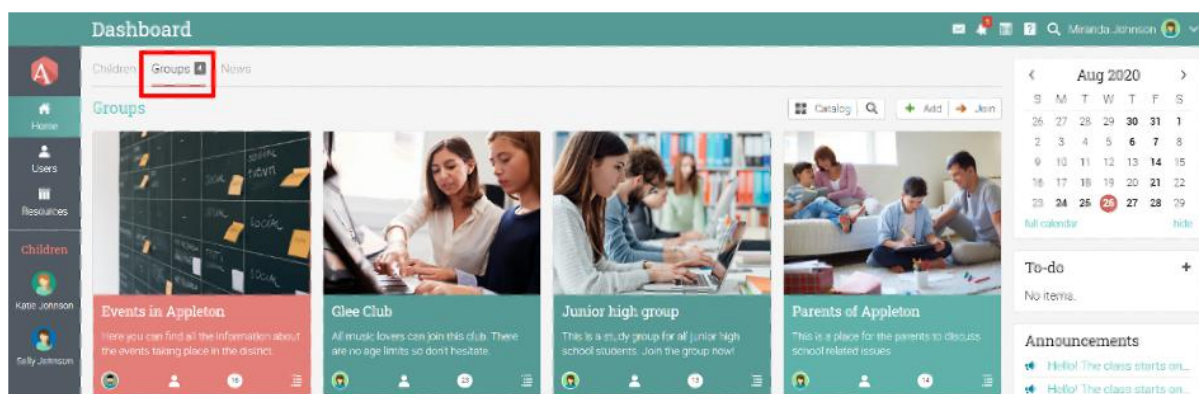 Dashboard
Miranda Johnson
Children Groups 4 News
Groups
Catalog
Add
Join
Home
Users
Resources
Children
Katie Johnson
Sally Johnson
Events in Appleton
Here you can find all the information about
the events taking place in the district.
16
Glee Club
All music lovers can join this club. There
are no age limits so don't hesitate.
23
Junior high group
This is a study group for all junior high
school students. Join the group now!
13
Parents of Appleton
This is a place for the parents to discuss
school related issues
14
< Aug 2020 >
S M T W T F S
26 27 28 29 30 31 1
2 3 4 5 6 7 8
9 10 11 12 13 14 15
16 17 18 19 20 21 22
23 24 25 26 27 28 29
full calendar hide
To-do +
No items.
Announcements
Hello! The class starts on...
Hello! The class starts on...